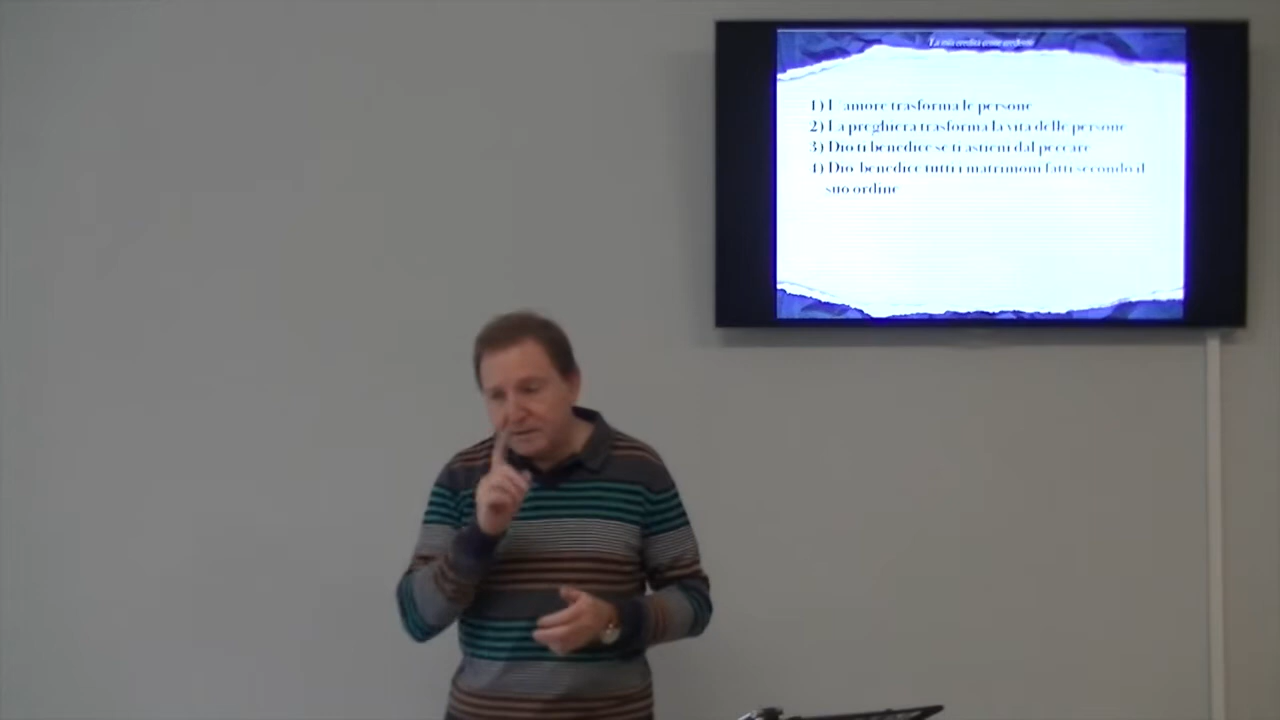 La mia eredità come credente
1) L' amore trasforma le persone
2) La preghiera trasforma la vita delle persone
3) Dio ti benedice se ti astieni dal peccare
4) Dio benedice tutti i matrimoni fatti secondo il
suo ordine